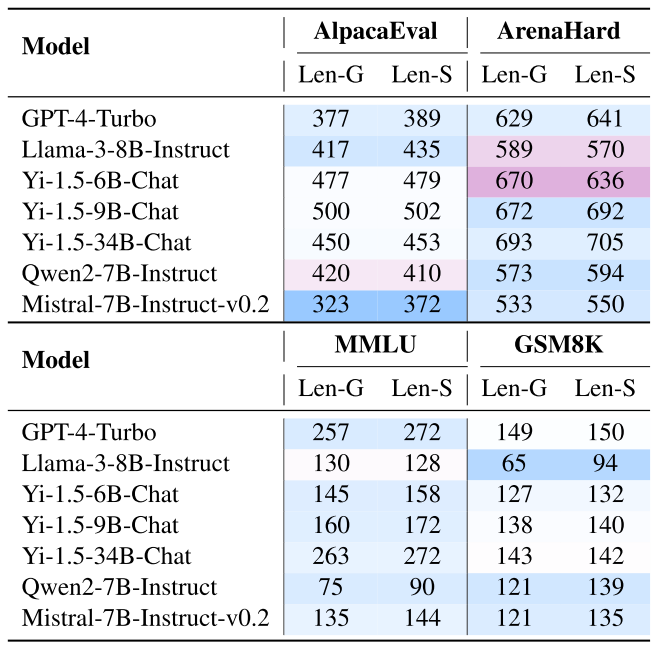 Model AlpacaEval ArenaHard
Len-G Len-S Len-G Len-S
GPT-4-Turbo 377 389 629 641
Llama-3-8B-Instruct 417 435 589 570
Yi-1.5-6B-Chat 477 479 670 636
Yi-1.5-9B-Chat 500 502 672 692
Yi-1.5-34B-Chat 450 453 693 705
Qwen2-7B-Instruct 420 410 573 594
Mistral-7B-Instruct-v0.2 323 372 533 550
Model MMLU GSM8K
Len-G Len-S Len-G Len-S
GPT-4-Turbo 257 272 149 150
Llama-3-8B-Instruct 130 128 65 94
Yi-1.5-6B-Chat 145 158 127 132
Yi-1.5-9B-Chat 160 172 138 140
Yi-1.5-34B-Chat 263 272 143 142
Qwen2-7B-Instruct 75 90 121 139
Mistral-7B-Instruct-v0.2 135 144 121 135